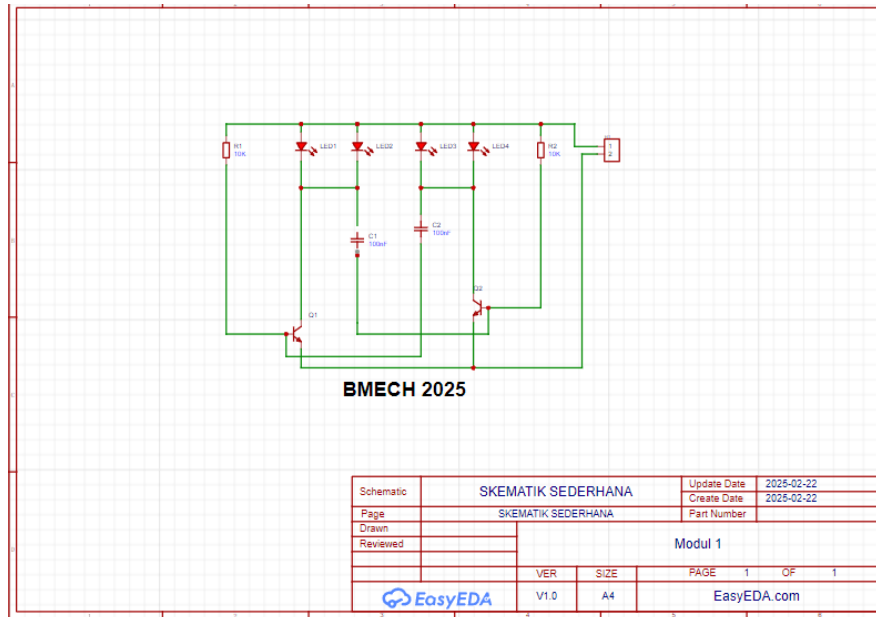 R1
10K
LED1
LED2
LED3
LED4
R2
10K
1
2
C1
100nF
C2
100nF
Q1
Q2
BMECH 2025
Schematic
SKEMATIK SEDERHANA
Update Date 2025-02-22
Create Date 2025-02-22
Page
SKEMATIK SEDERHANA
Part Number
Drawn
Reviewed
Modul 1
VER SIZE PAGE 1 OF 1
EasyEDA V1.0 A4 EasyEDA.com